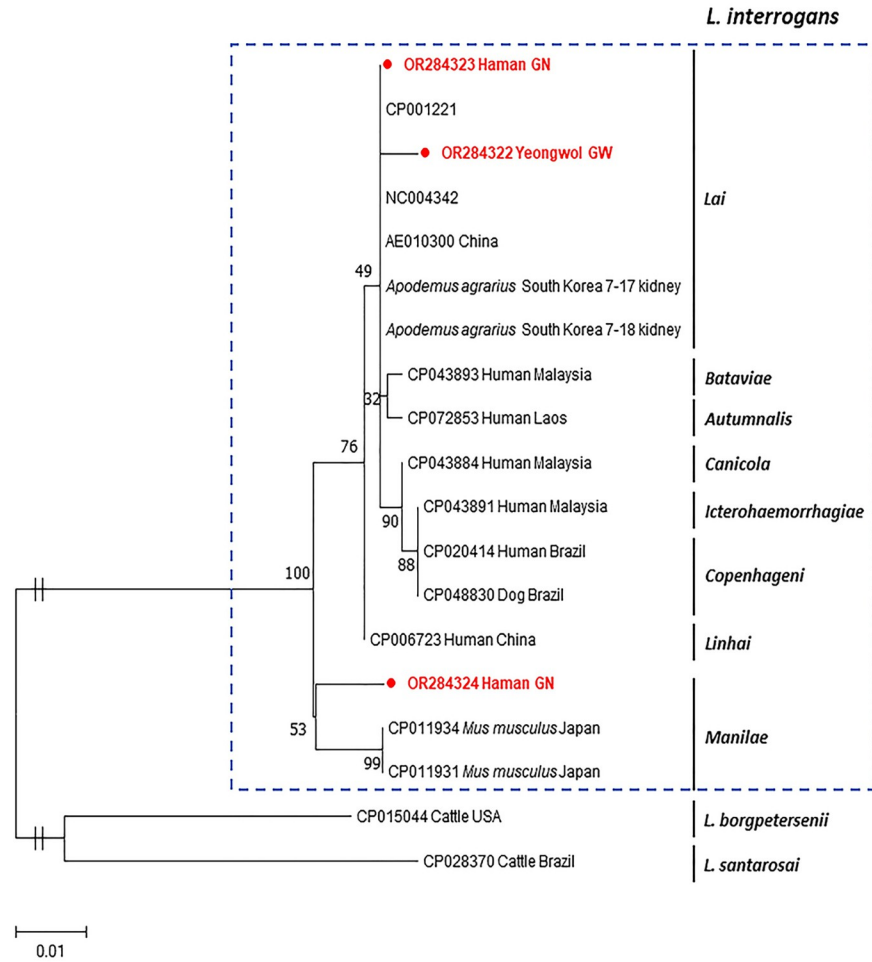 L. interrogans
OR284323 Haman GN
CP001221
OR284322 Yeongwol GW
NC004342
Lai
AE010300 China
49
Apodemus agrarius South Korea 7-17 kidney
Apodemus agrarius South Korea 7-18 kidney
CP043893 Human Malaysia
Bataviae
32
CP072853 Human Laos
Autumnalis
76
CP043884 Human Malaysia
Canicola
CP043891 Human Malaysia
Icterohaemorrhagiae
90
CP020414 Human Brazil
88
100
Copenhageni
CP048830 Dog Brazil
CP006723 Human China
Linhai
OR284324 Haman GN
53
CP011934 Mus musculus Japan
Manilae
99
CP011931 Mus musculus Japan
CP015044 Cattle USA
L. borgpetersenii
CP028370 Cattle Brazil
L. santarosai
0.01